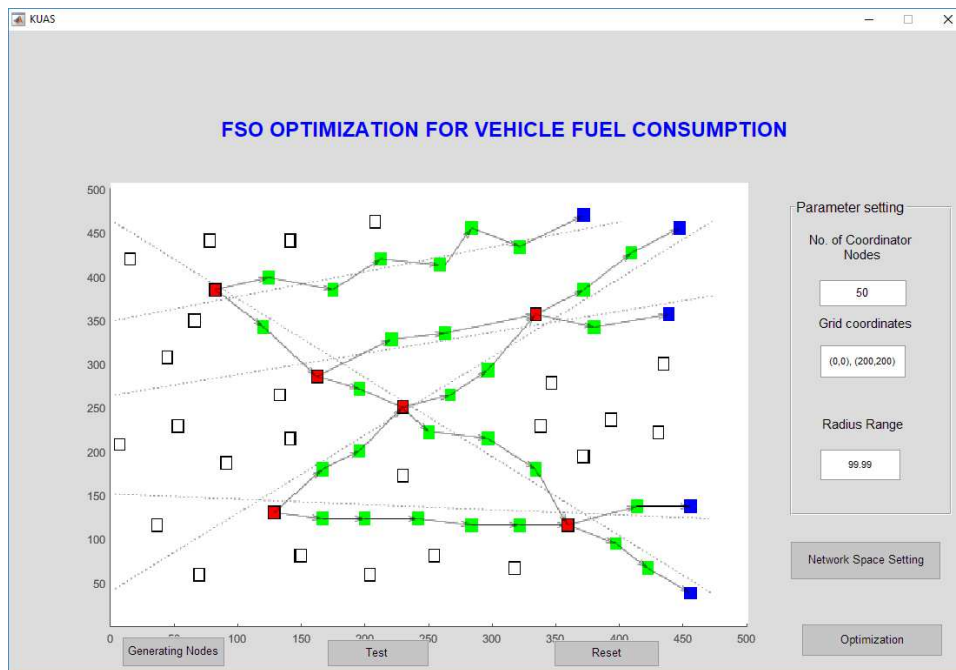 KUAS
FSO OPTIMIZATION FOR VEHICLE FUEL CONSUMPTION
500
450
400
350
300
250
200
150
100
50
0
50
100
150
200
250
300
350
400
450
500
Parameter setting
No. of Coordinator
Nodes
50
Grid coordinates
(0,0), (200,200)
Radius Range
99.99
Network Space Setting
Optimization
Generating Nodes
Test
Reset